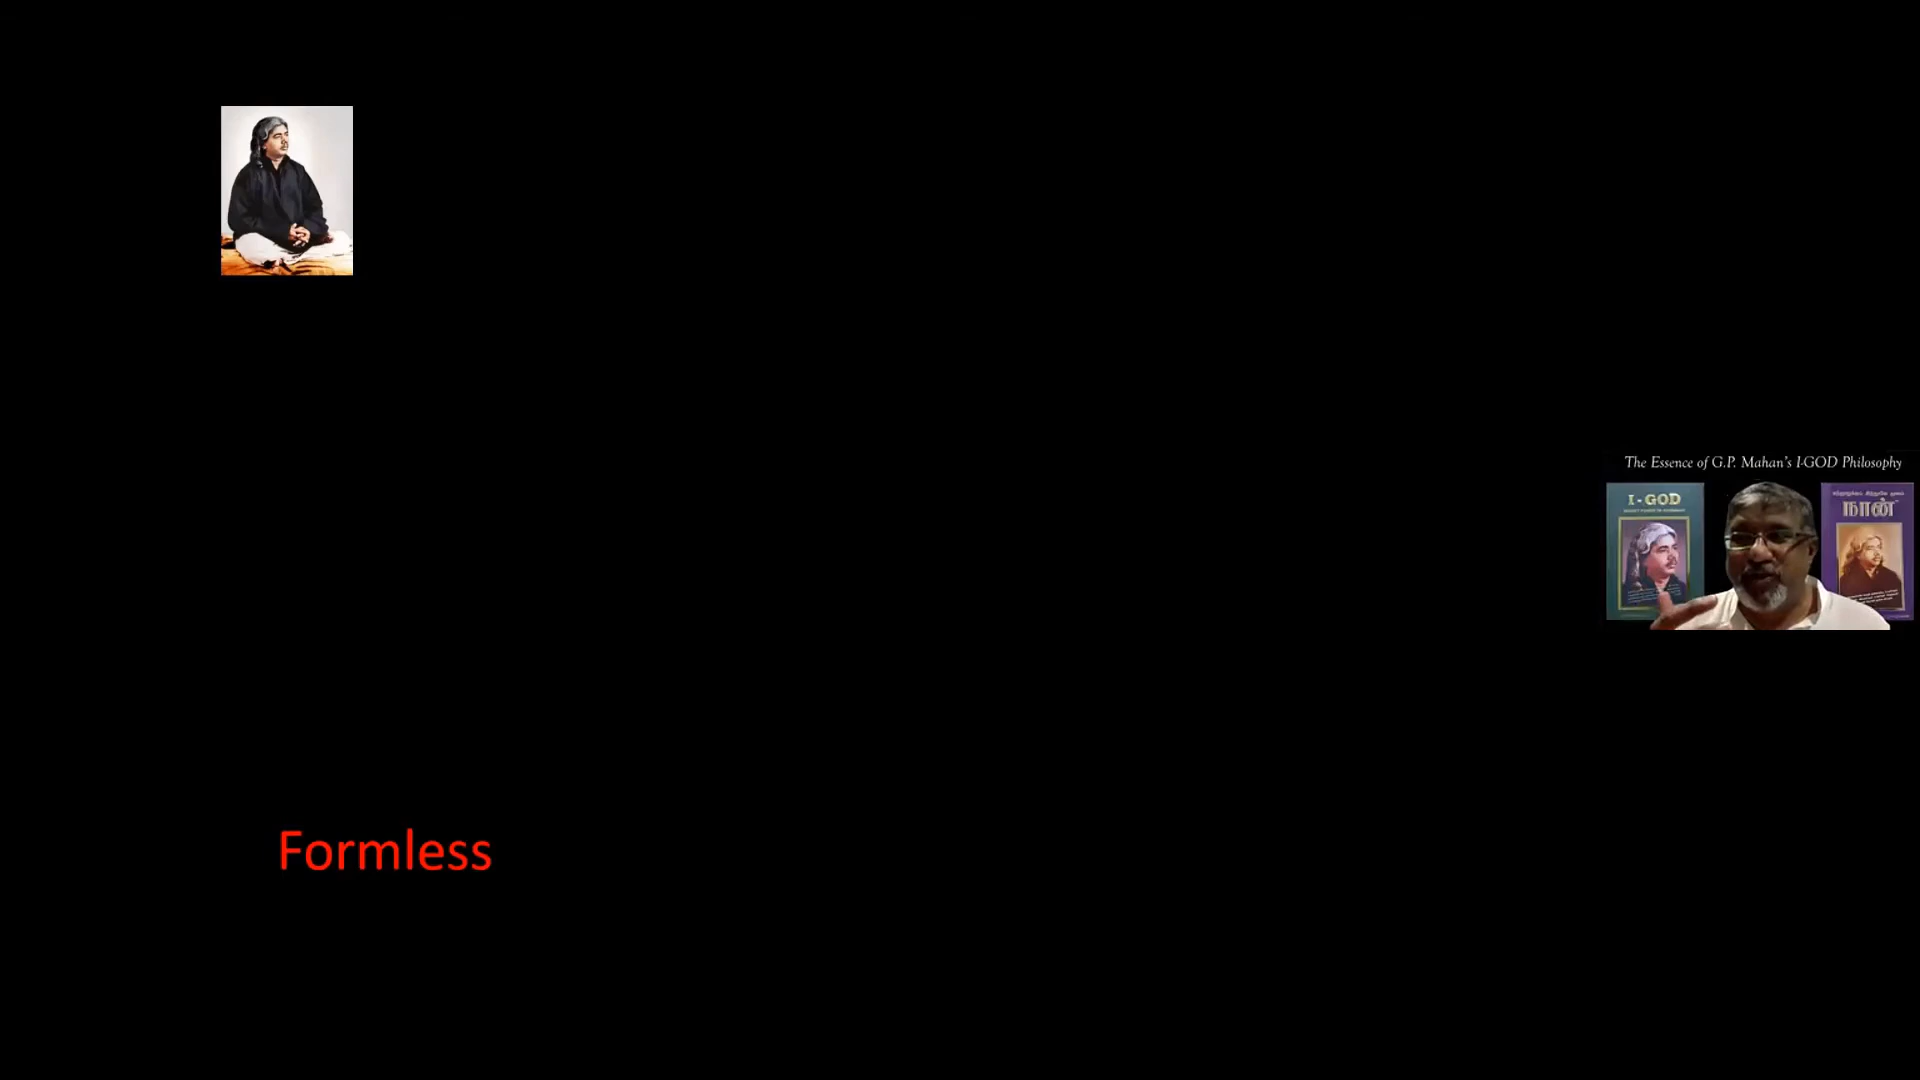 The Essence of G.P. Mahan's I-GOD Philosophy
I - GOD
நான்
Formless